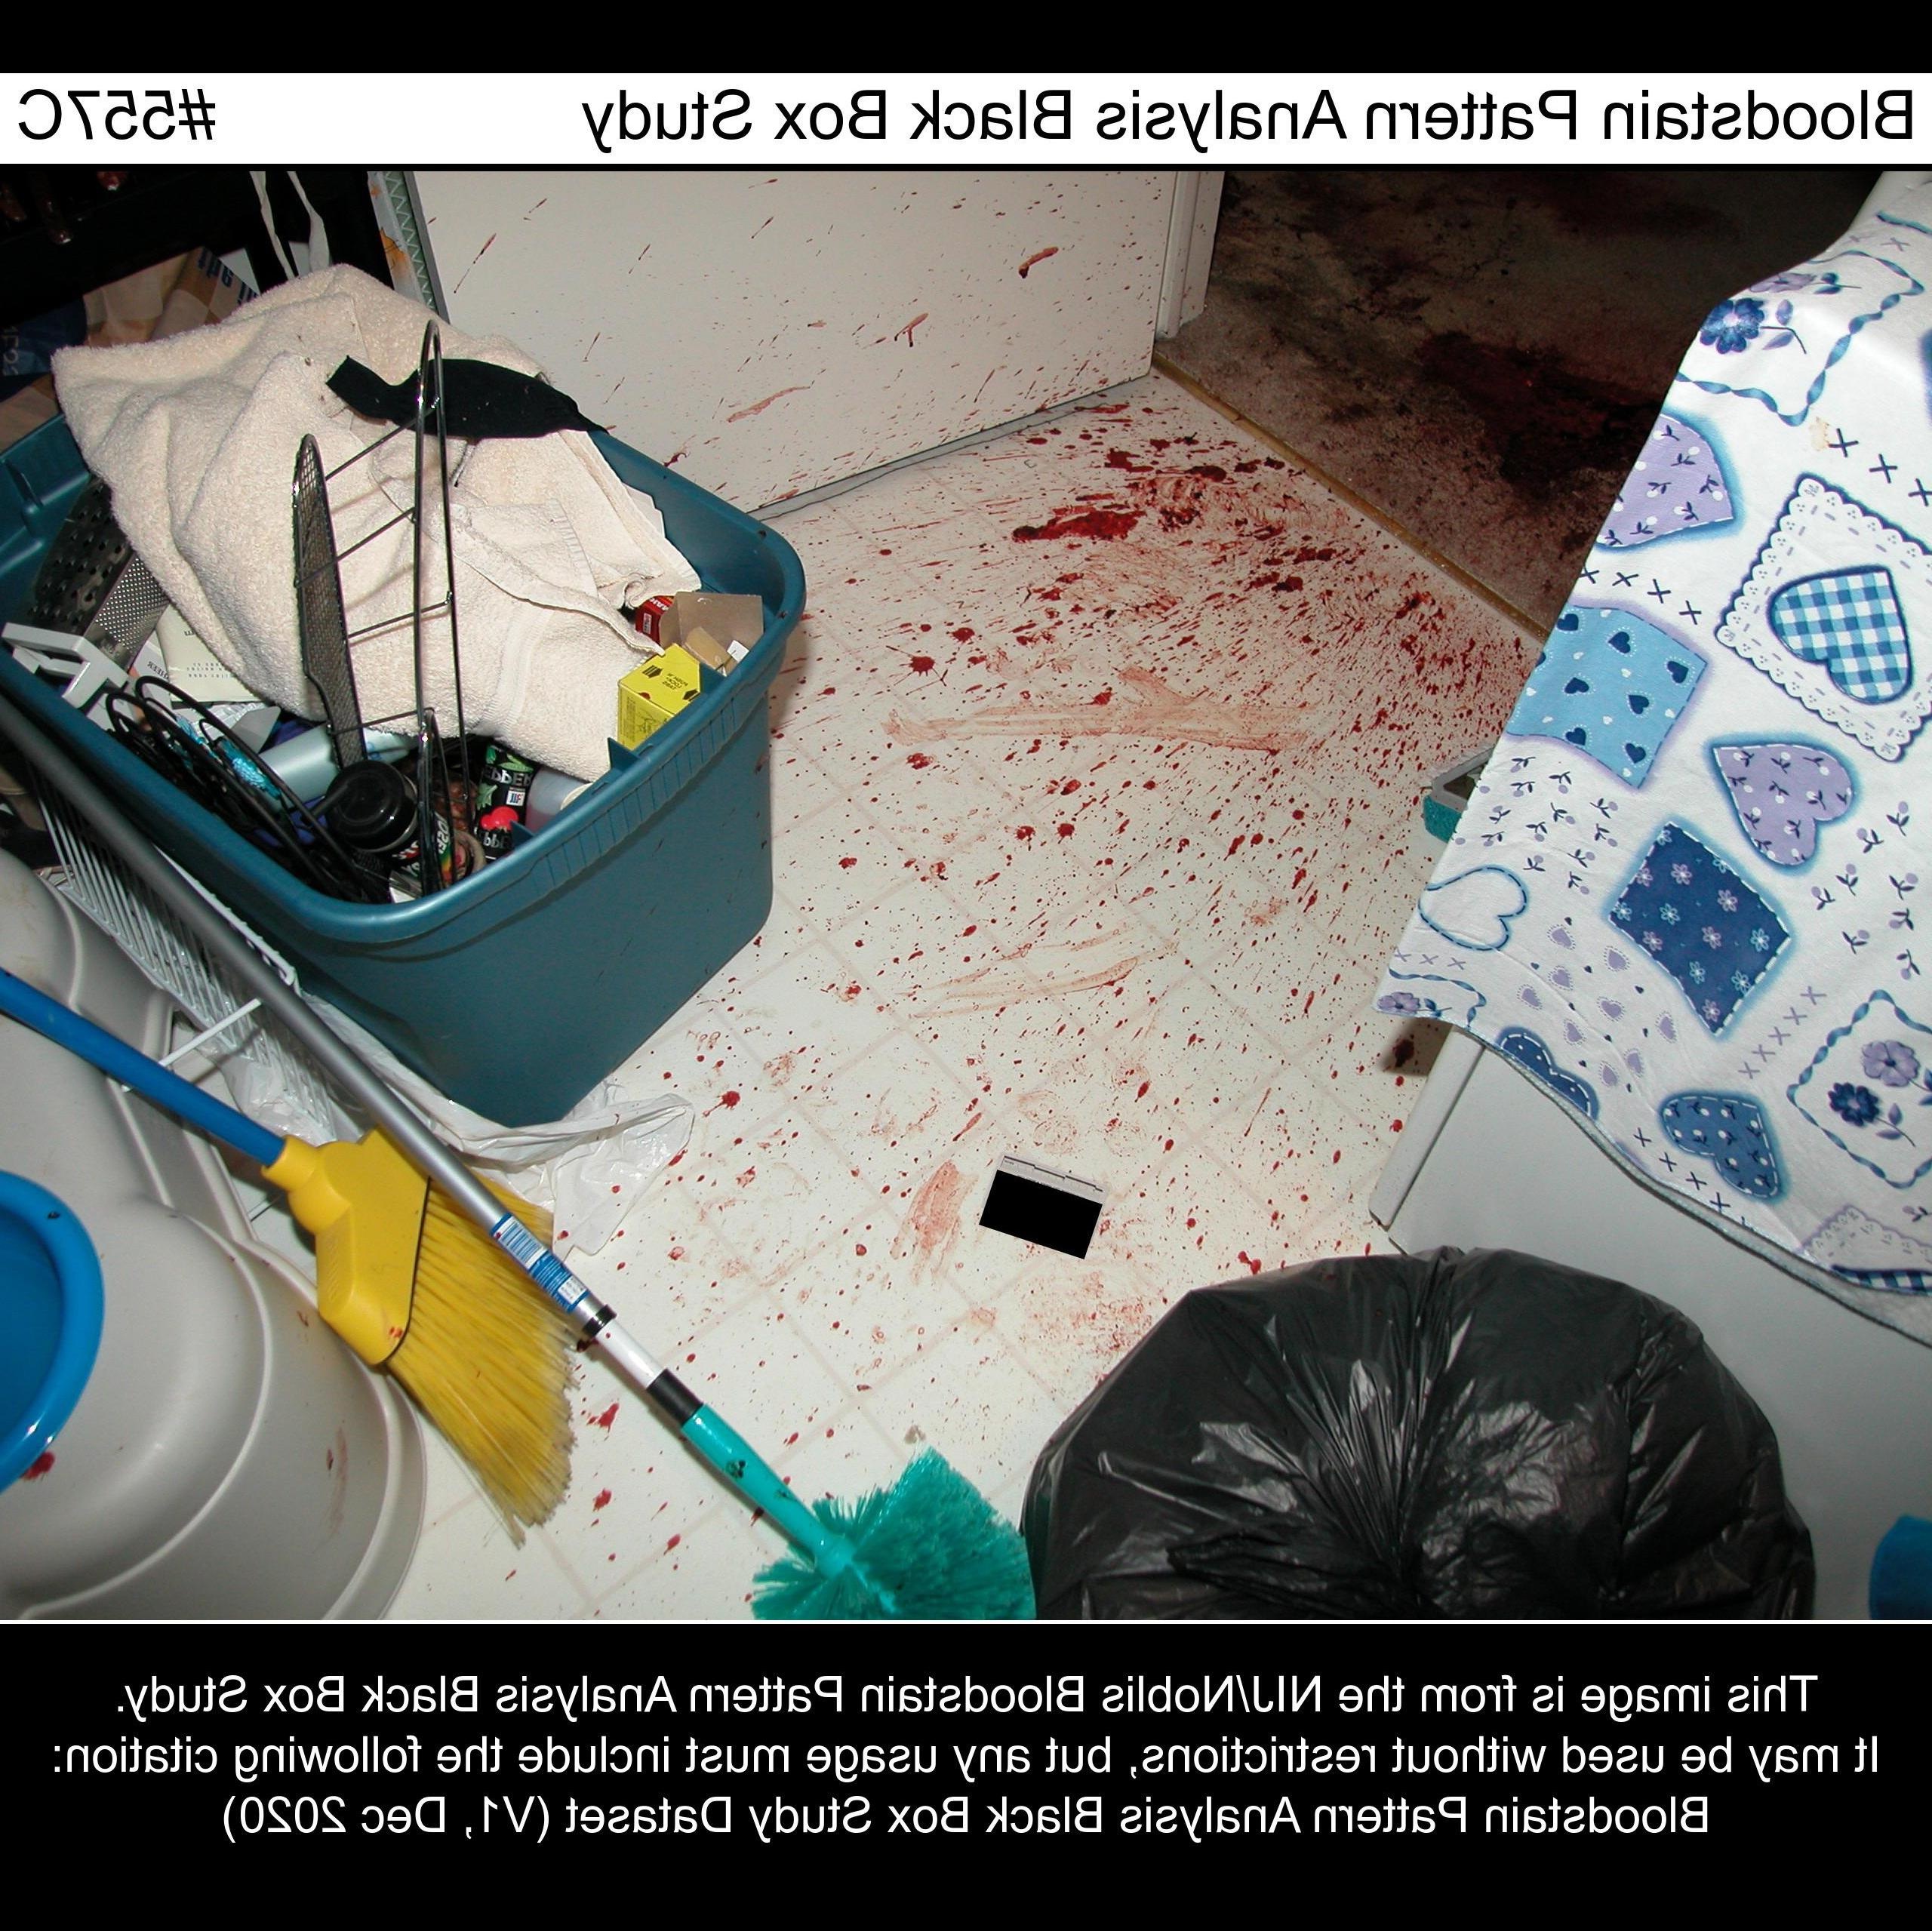 Bloodstain Pattern Analysis Black Box Study #557C
This image is from the NIJ/Noblis Bloodstain Pattern Analysis Black Box Study.
It may be used without restrictions, but any usage must include the following citation:
Bloodstain Pattern Analysis Black Box Study Dataset (V1, Dec 2020)